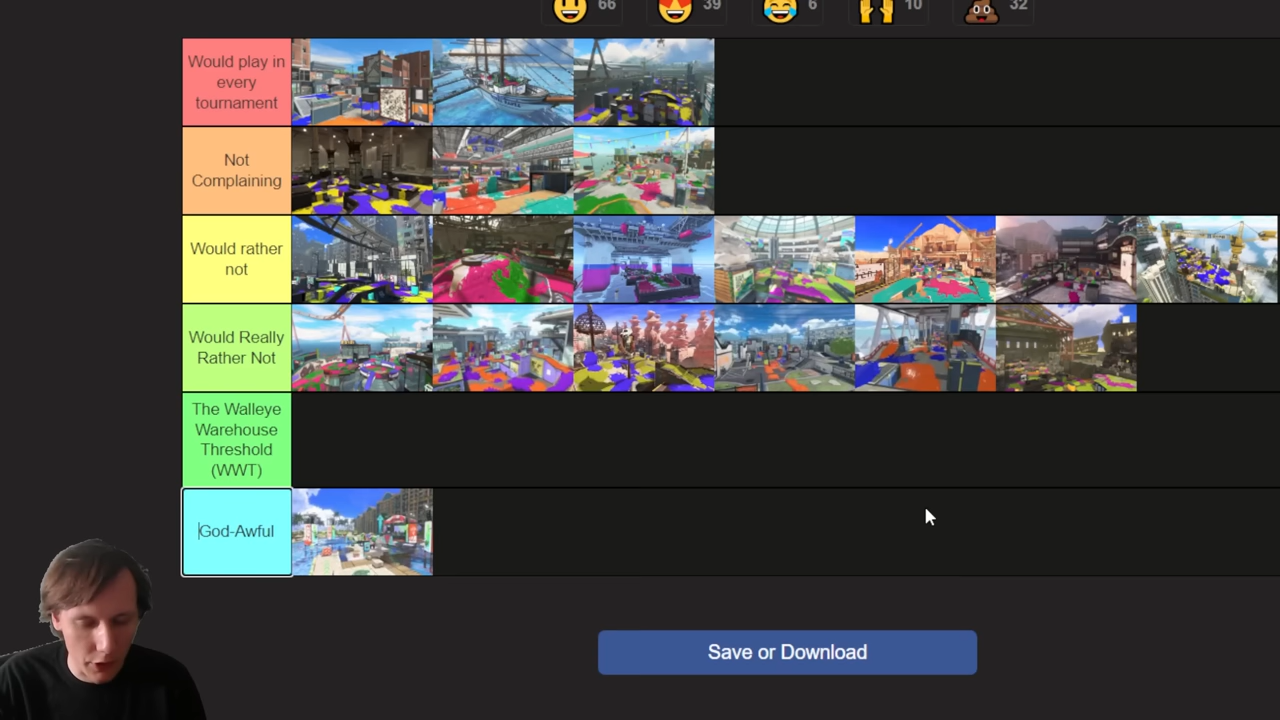 66
39
6
10
32
Would play in
every
tournament
Not
Complaining
Would rather
not
Would Really
Rather Not
The Walleye
Warehouse
Threshold
(WWT)
God-Awful
Save or Download